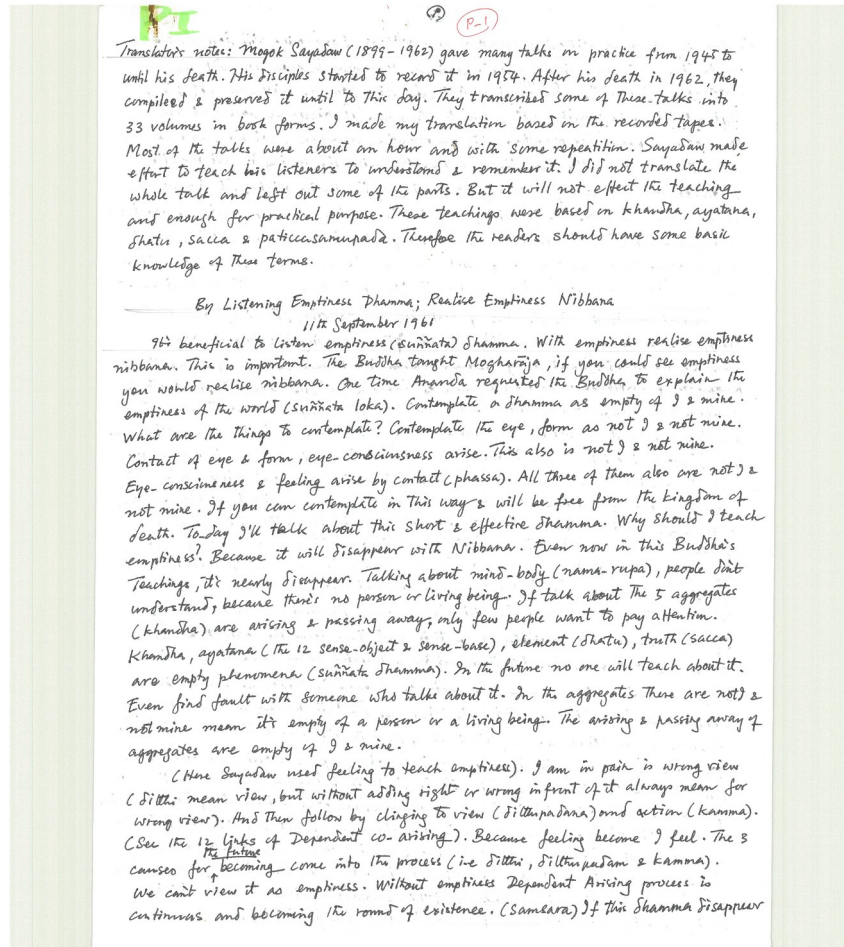 PI
P-1
Translator's notes: Mogok Sayadaw (1899-1962) gave many talks on practice from 1945 to
until his death. His disciples started to record it in 1954. After his death in 1962, they
compileed & preserved it until to this day. They transcribed some of these talks into
33 volumes in book forms. I made my translation based on the recorded tapes.
Most of the talks were about an hour and with some repeatition. Sayadaw made
effort to teach his listeners to understand & remember it. I did not translate the
whole talk and left out some of the parts. But it will not effect the teaching
and enough for practical purpose. These teachings were based on khandha, ayatana,
dhatu, sacca & paticcasamupada. Therefoe the readers should have some basic
knowledge of these terms.
By Listening Emptiness Dhamma; Realise Emptiness Nibbana
11th September 1961
It's beneficial to listen emptiness (suññata) dhamma. With emptiness realise emptiness
nibbana. This is important. The Buddha taught Mogharāja, if you could see emptiness
you would realise nibbana. One time Ananda requested the Buddha to explain the
emptiness of the world (suññata loka). Contemplate a dhamma as empty of I & mine.
What are the things to contemplate? Contemplate the eye, form as not I & not mine.
Contact of eye & form, eye-consciousness arise. This also is not I & not mine.
Eye-consciousness & feeling arise by contact (phassa). All three of them also are not I &
not mine. If you can contemplate in this way & will be free from the kingdom of
death. To-day I'll talk about this short & effective dhamma. Why should I teach
emptiness? Because it will disappear with Nibbana. Even now in this Buddha's
Teachings, it's nearly disappear. Talking about mind-body (nama-rupa), people don't
understand, because there's no person or living being. If talk about the 5 aggregates
(khandha) are arising & passing away, only few people want to pay attention.
Khandha, ayatana (the 12 sense-object & sense-base), element (dhatu), truth (sacca)
are empty phenomena (suññata dhamma). In the future no one will teach about it.
Even find fault with someone who talks about it. In the aggregates there are not I &
not mine mean it's empty of a person or a living being. The arising & passing away of
aggregates are empty of I & mine.
(Here Sayadaw used feeling to teach emptiness). I am in pain is wrong view
(ditthi mean view, but without adding right or wrong infront of it always mean for
wrong view). And then follow by clinging to view (ditthupadana) and action (kamma).
(See the 12 links of Dependent co-arising). Because feeling become I feel. The 3
causes for the future becoming come into the process (i.e ditthi, ditthupadam & kamma).
We can't view it as emptiness. Without emptiness Dependent Arising process is
continues and becoming the round of existence. (Samsara) If this dhamma disappear